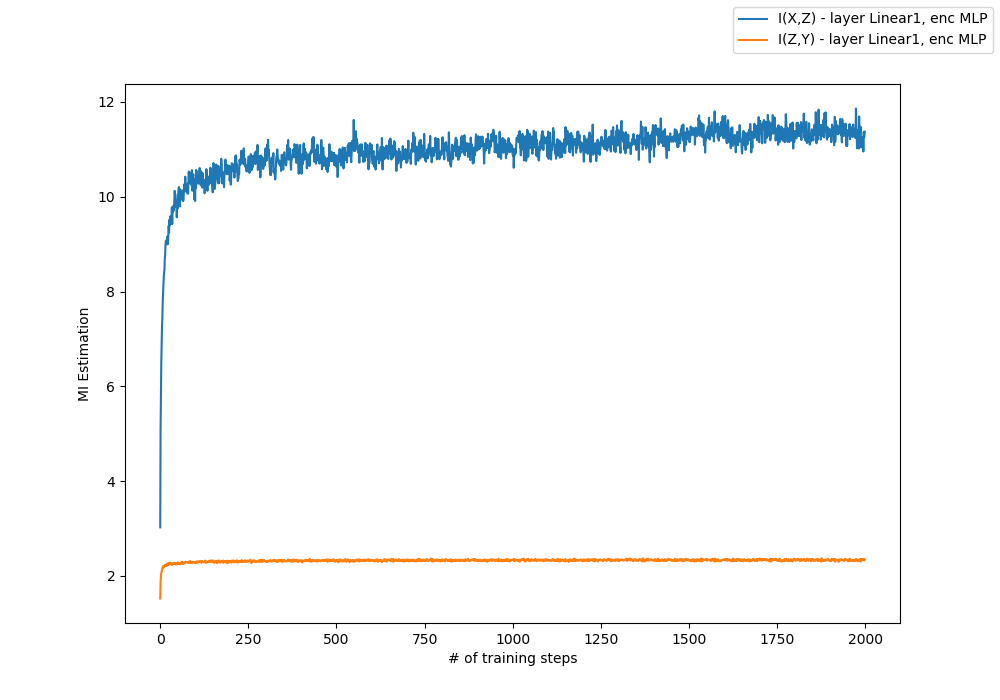 I(X,Z) - layer Linear1, enc MLP
I(Z,Y) - layer Linear1, enc MLP
12
10
8
6
4
2
MI Estimation
0 250 500 750 1000 1250 1500 1750 2000
# of training steps